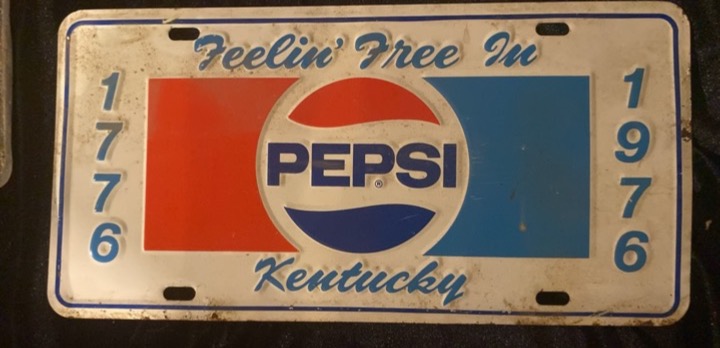 Feelin' Free In
1776
PEPSI®
1976
Kentucky